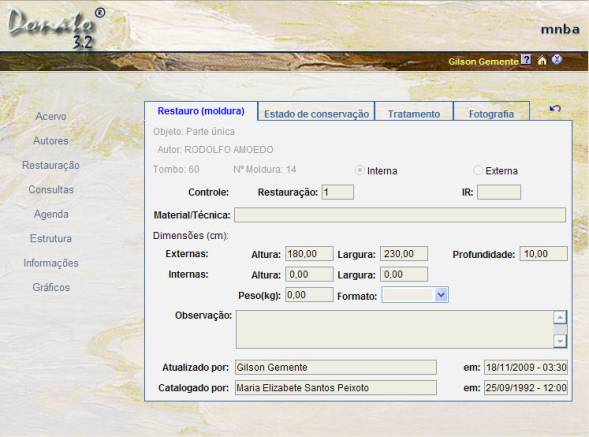 Donato®
3.2
mnba
Gilson Gemente ?
Acervo
Autores
Restauração
Consultas
Agenda
Estrutura
Informações
Gráficos
Restauro (moldura) Estado de conservação Tratamento Fotografia
Objeto: Parte única
Autor: RODOLFO AMOEDO
Tombo: 60 Nº Moldura: 14 Interna Externa
Controle: Restauração: 1 IR:
Material/Técnica:
Dimensões (cm):
Externas: Altura: 180,00 Largura: 230,00 Profundidade: 10,00
Internas: Altura: 0,00 Largura: 0,00
Peso(kg): 0,00 Formato:
Observação:
Atualizado por: Gilson Gemente em: 18/11/2009 - 03:30
Catalogado por: Maria Elizabete Santos Peixoto em: 25/09/1992 - 12:00